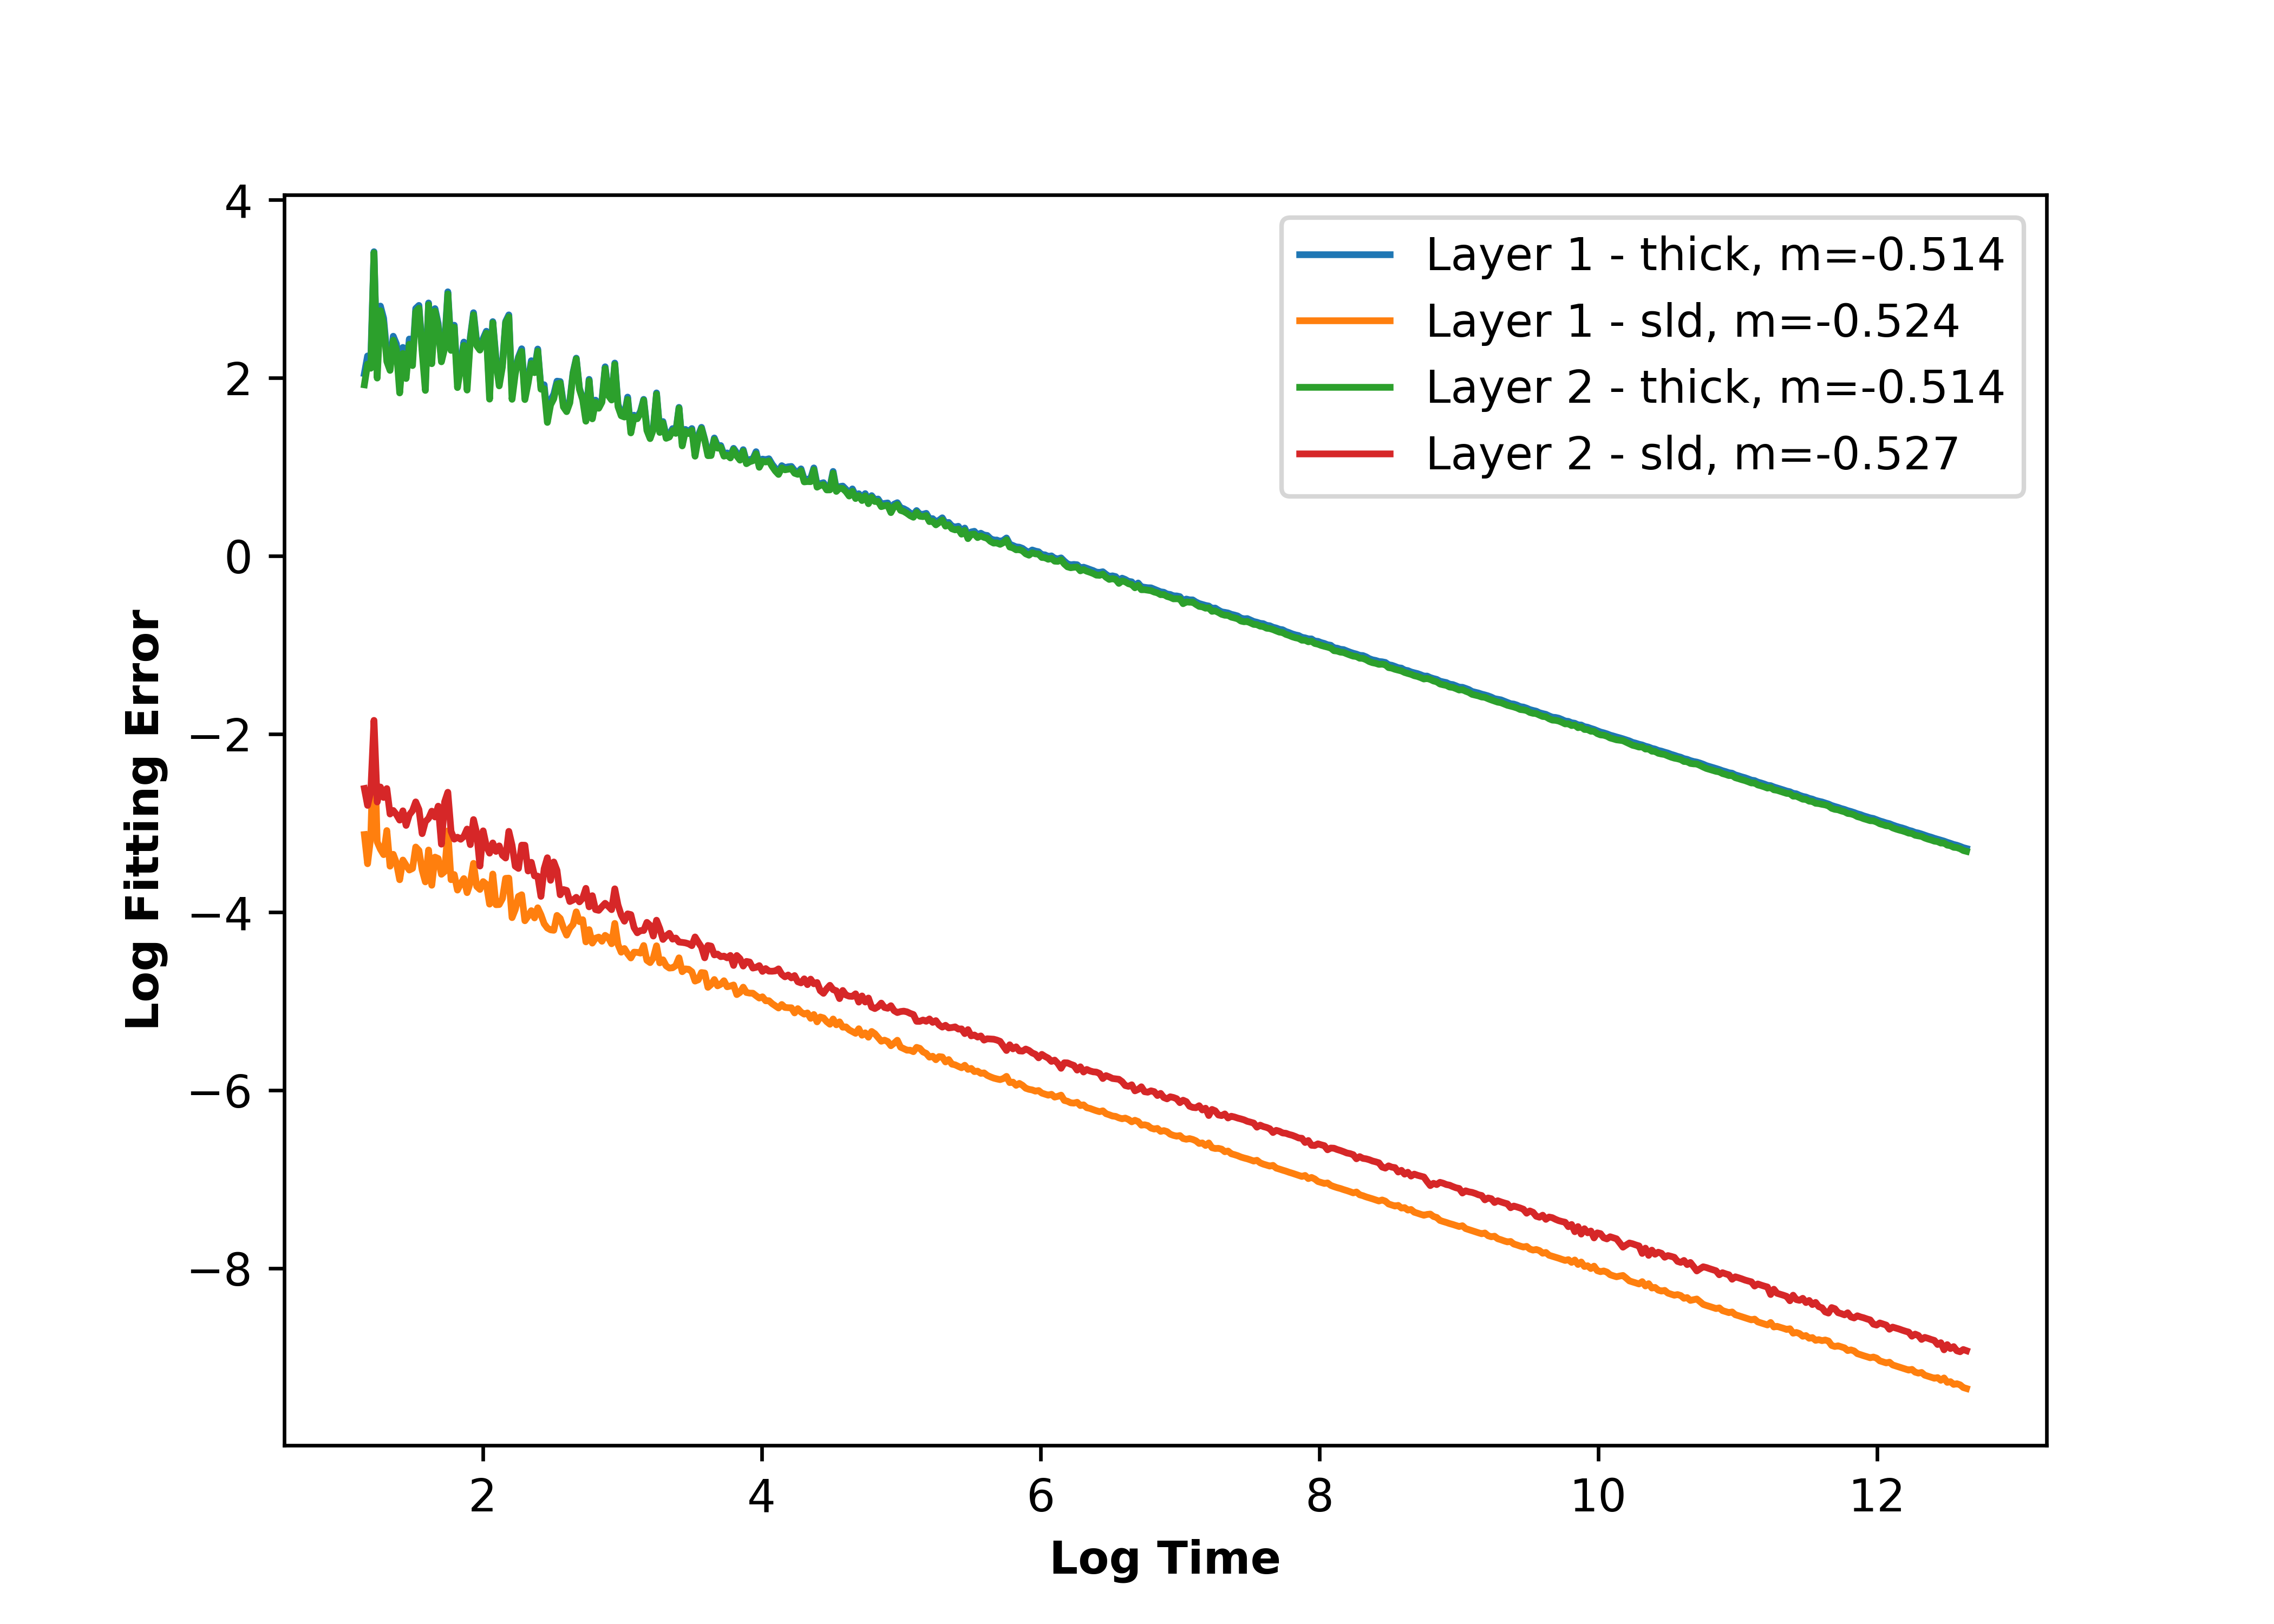 4
2
0
−2
−4
−6
−8
Log Fitting Error
Layer 1 - thick, m=-0.514
Layer 1 - sld, m=-0.524
Layer 2 - thick, m=-0.514
Layer 2 - sld, m=-0.527
2 4 6 8 10 12
Log Time